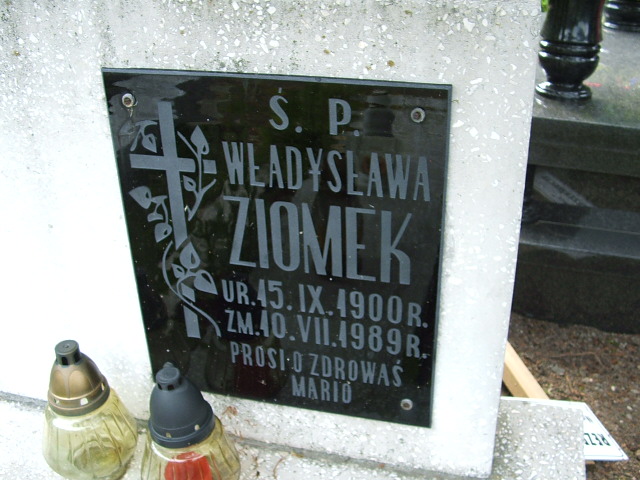 Ś. P.
WŁADYSŁAWA
ZIOMEK
UR. 15. IX. 1900 R.
ZM. 10. VII. 1989 R.
PROSI O ZDROWAŚ
MARIO